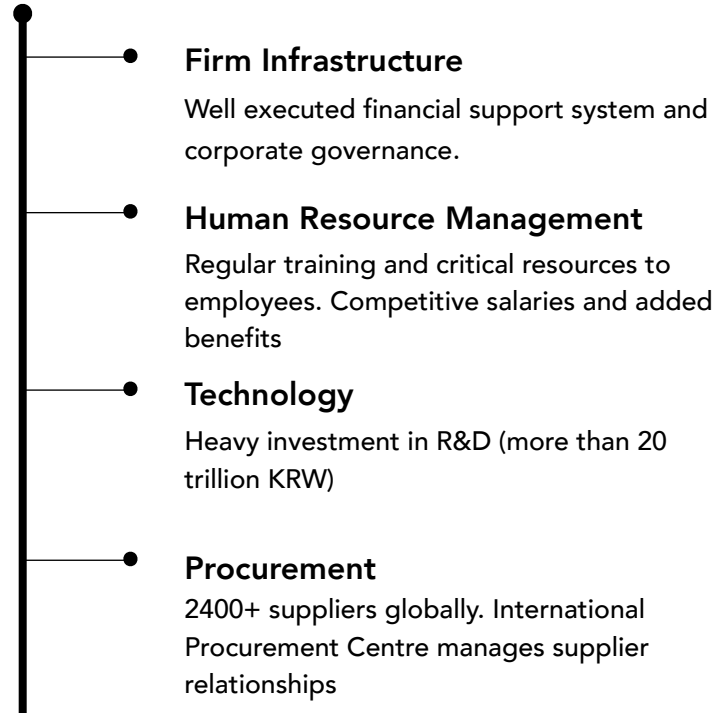 Firm Infrastructure
Well executed financial support system and
corporate governance.
Human Resource Management
Regular training and critical resources to
employees. Competitive salaries and added
benefits
Technology
Heavy investment in R&D (more than 20
trillion KRW)
Procurement
2400+ suppliers globally. International
Procurement Centre manages supplier
relationships